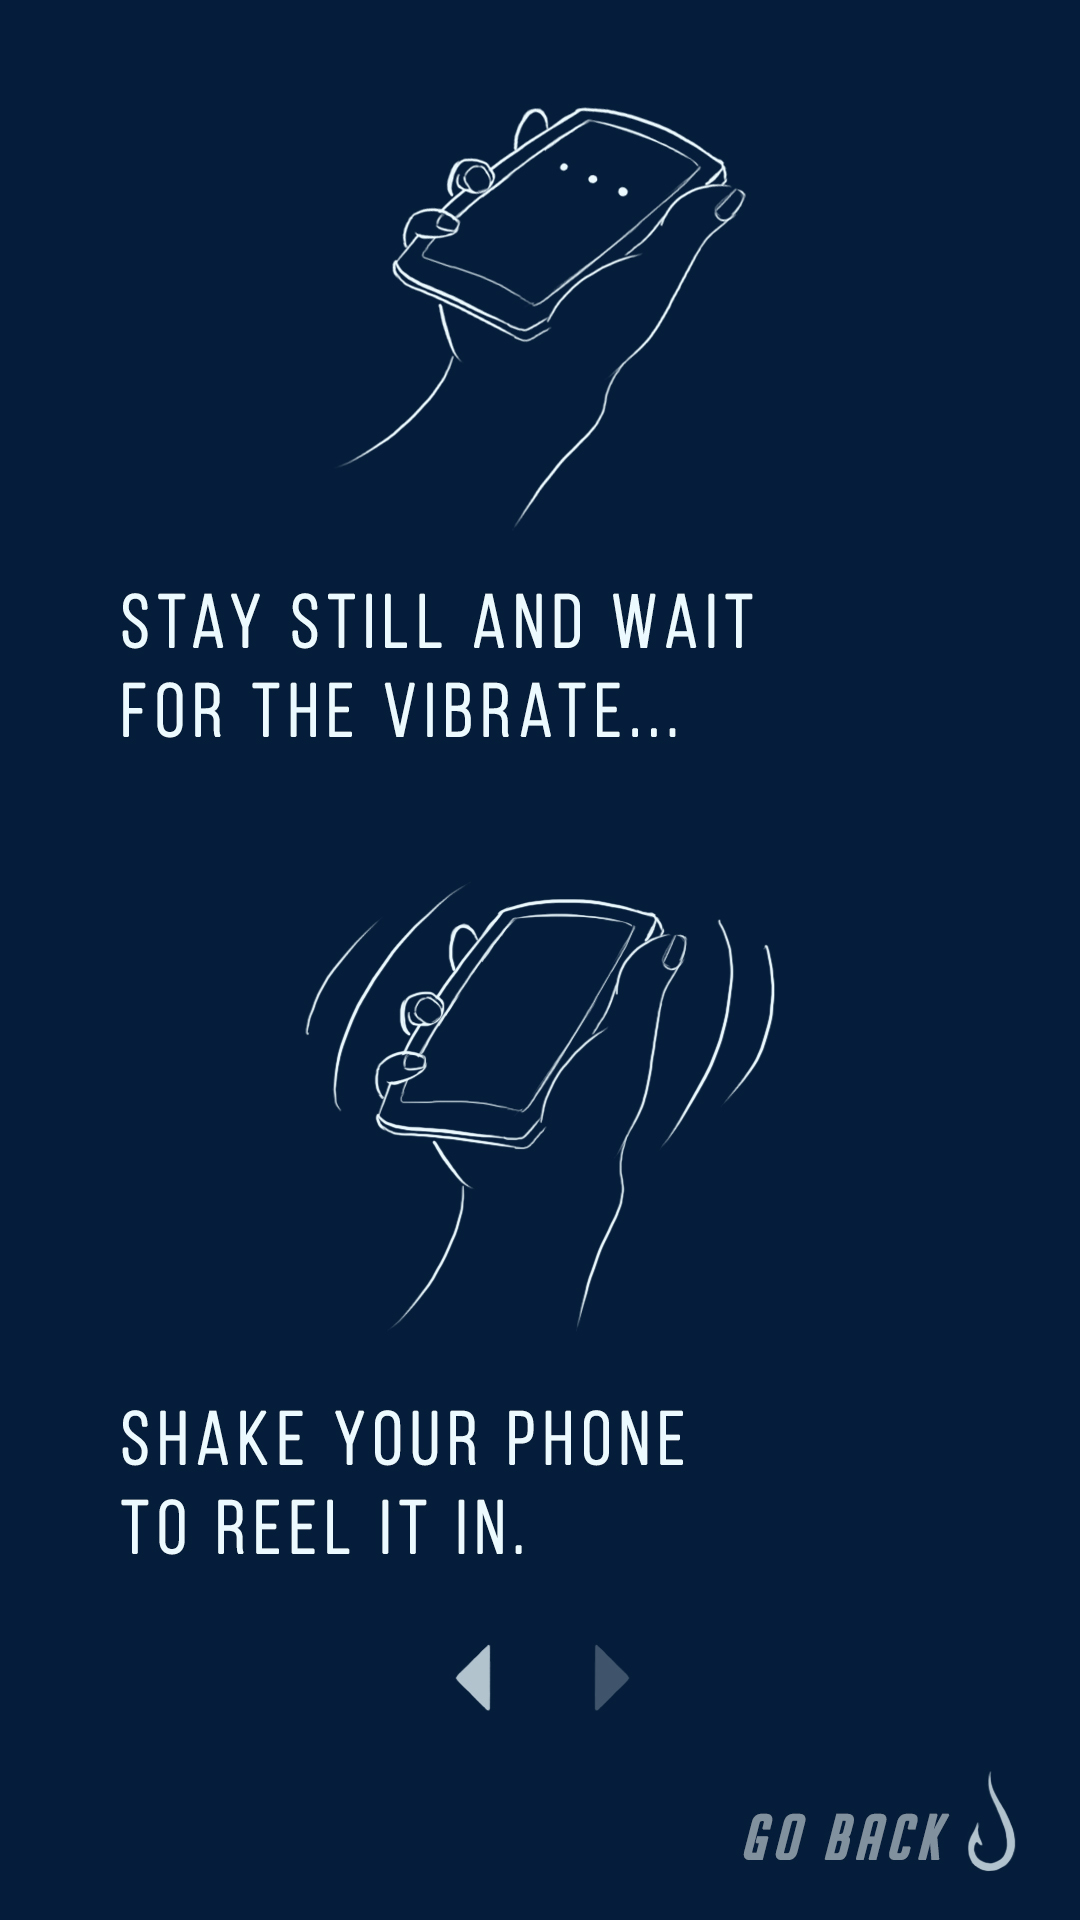 STAY STILL AND WAIT
FOR THE VIBRATE...
SHAKE YOUR PHONE
TO REEL IT IN.
GO BACK